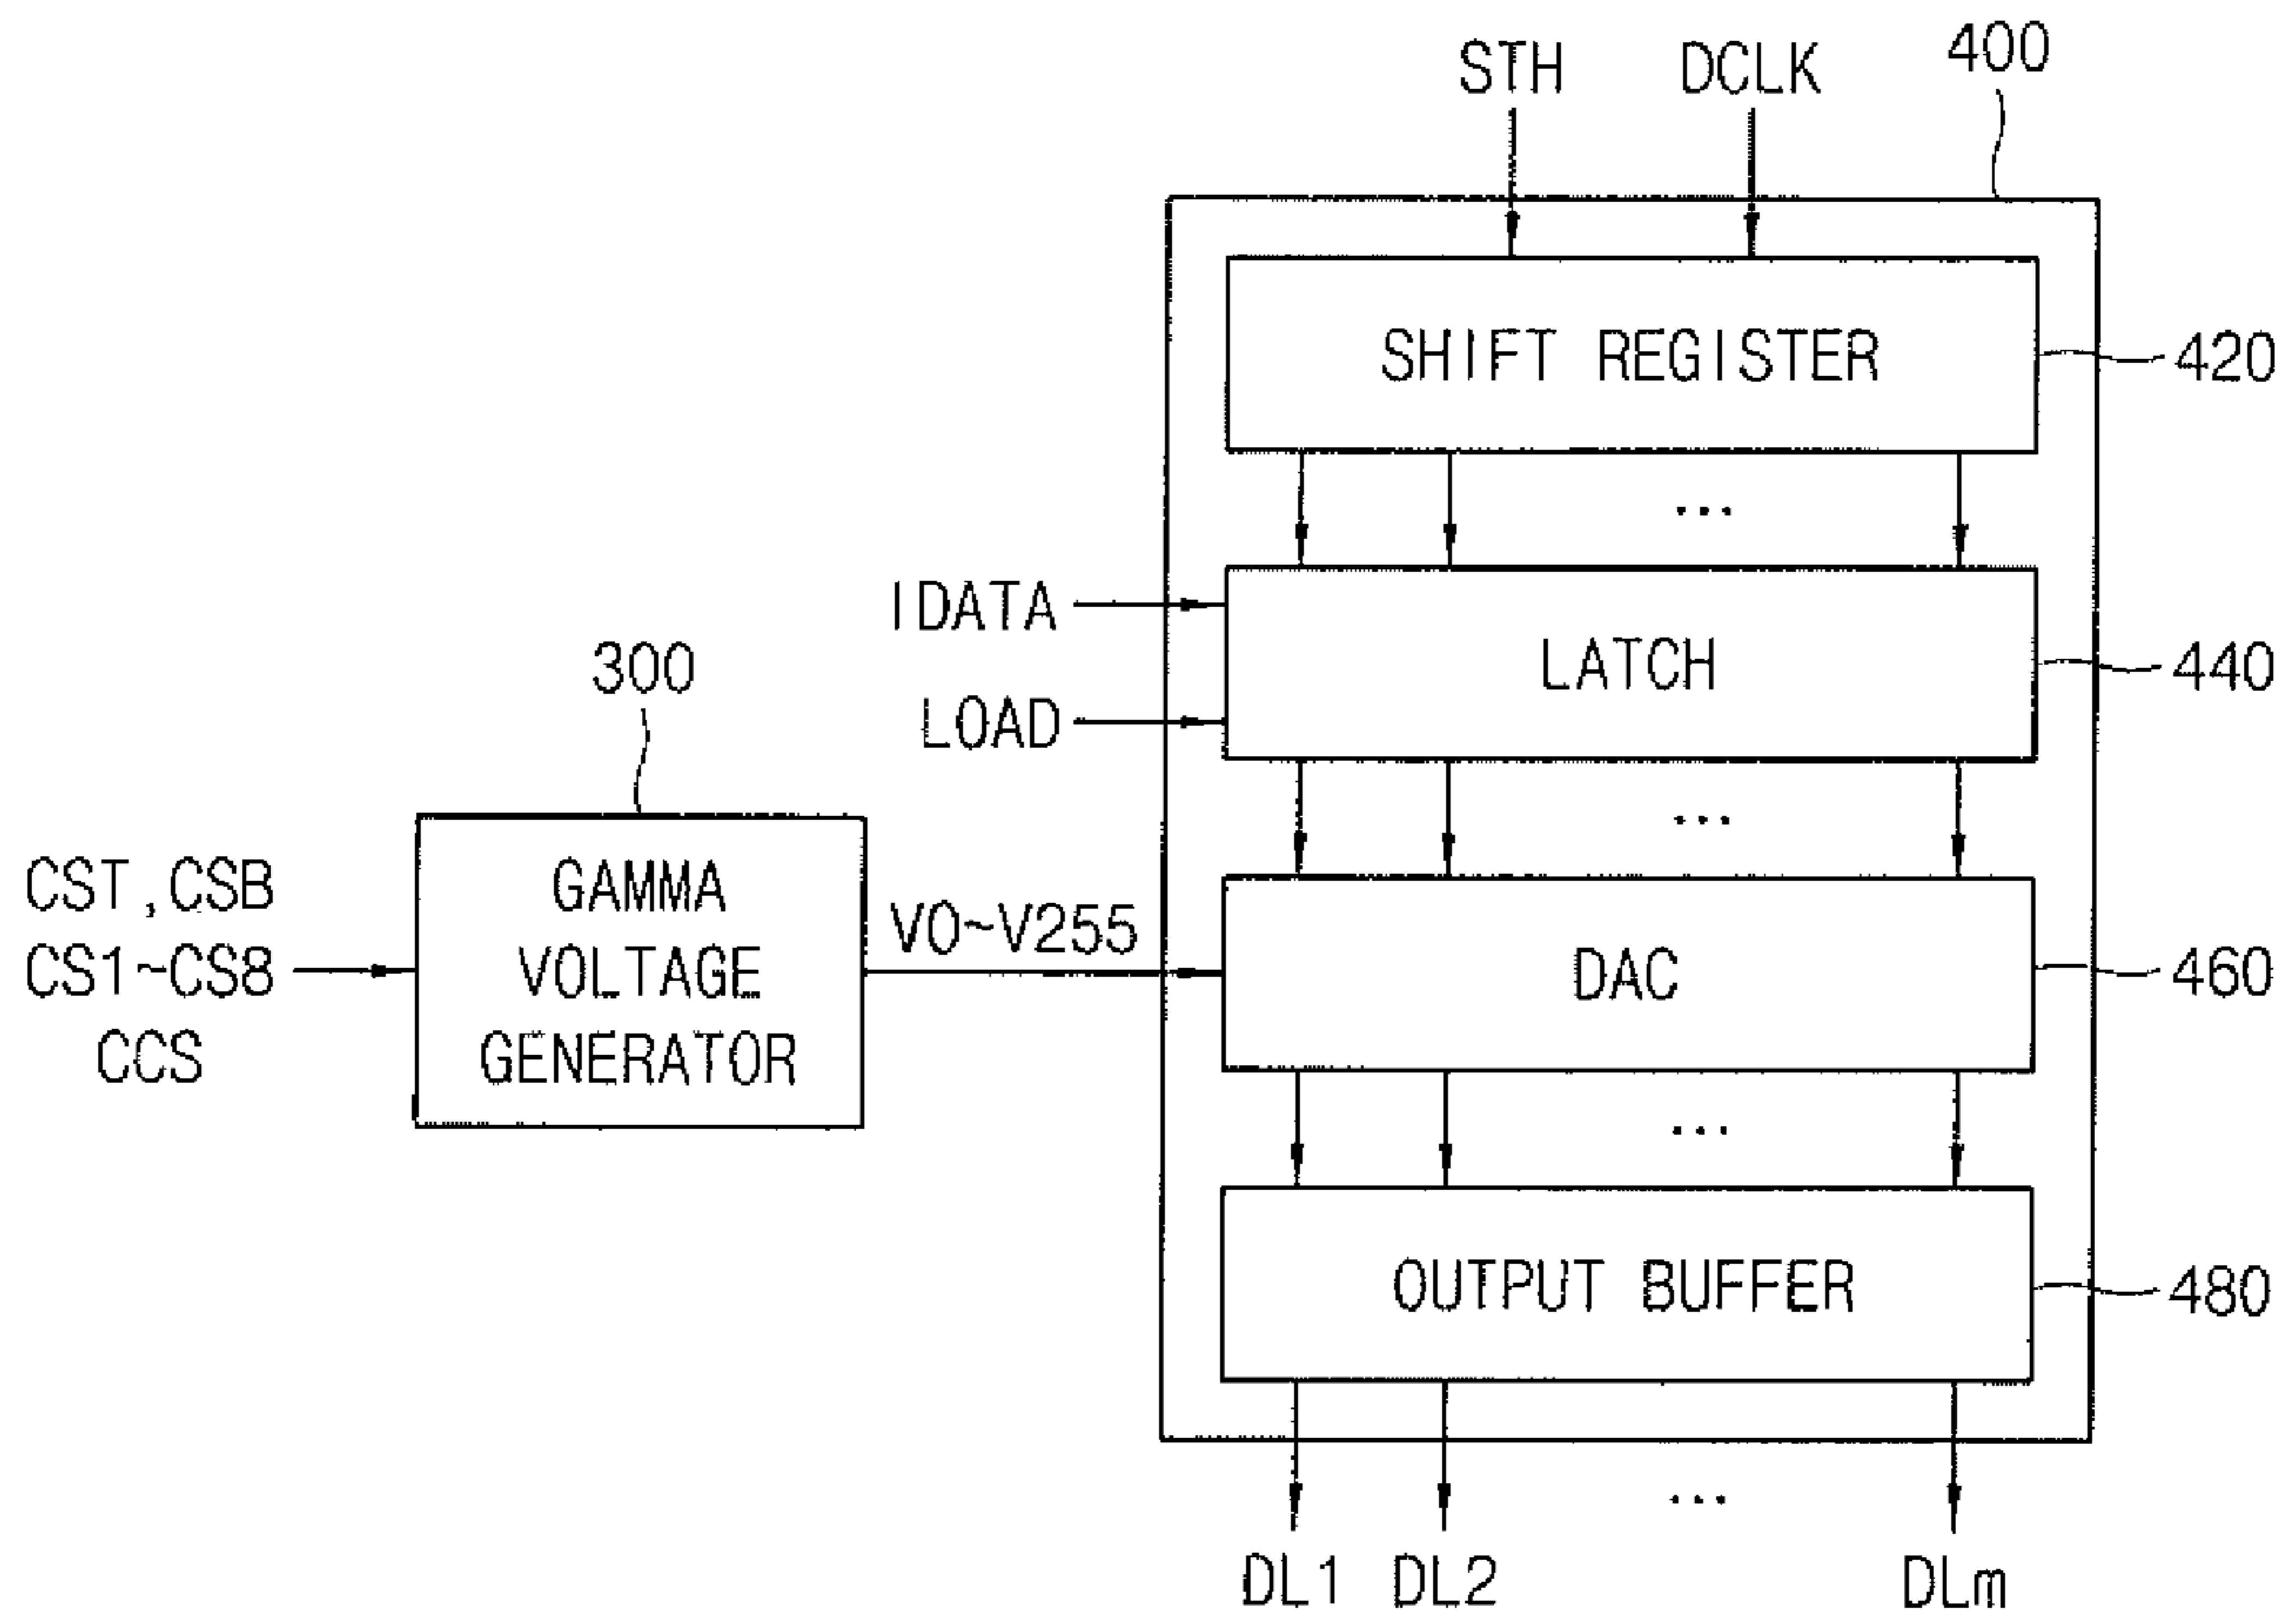 STH DCLK 400
SHIFT REGISTER 420
...
IDATA
LATCH 440
300
LOAD
...
CST,CSB
CS1~CS8
CCS
GAMMA
VOLTAGE
GENERATOR
V0~V255
DAC 460
...
OUTPUT BUFFER 480
...
DL1 DL2 DLm